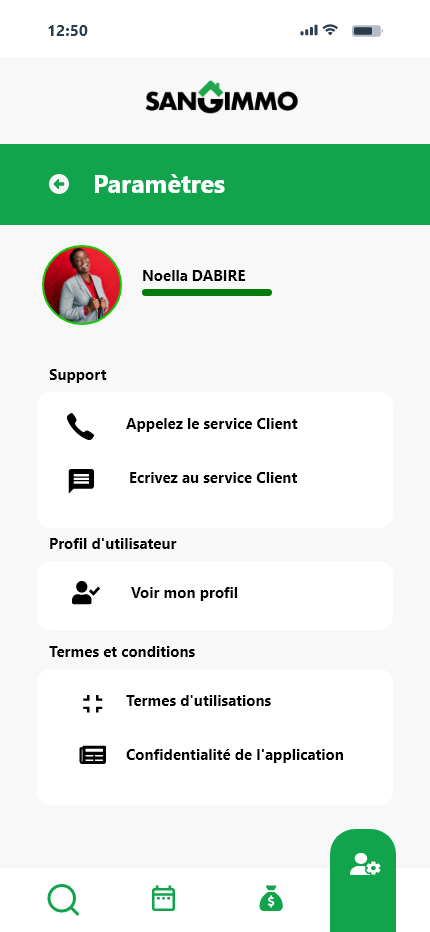 12:50
SANGIMMO
Paramètres
Noella DABIRE
Support
Appelez le service Client
Ecrivez au service Client
Profil d'utilisateur
Voir mon profil
Termes et conditions
Termes d'utilisations
Confidentialité de l'application